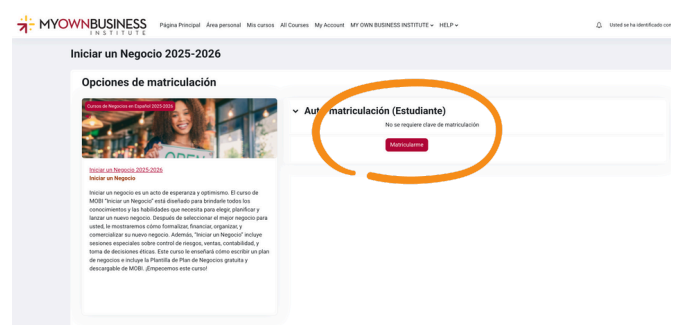 MYOWNBUSINESS
INSTITUTE
Página Principal Área personal Mis cursos All Courses My Account MY OWN BUSINESS INSTITUTE HELP
Usted se ha identificado con
Iniciar un Negocio 2025-2026
Opciones de matriculación
Cursos de Negocios en Español 2025-2026
OPEN
Iniciar un Negocio 2025-2026
Iniciar un Negocio
Iniciar un negocio es un acto de esperanza y optimismo. El curso de
MOBI "Iniciar un Negocio" está diseñado para brindarle todos los
conocimientos y las habilidades que necesita para elegir, planificar y
lanzar un nuevo negocio. Después de seleccionar el mejor negocio para
usted, le mostraremos cómo formalizar, financiar, organizar, y
comercializar su nuevo negocio. Además, "Iniciar un Negocio" incluye
sesiones especiales sobre control de riesgos, ventas, contabilidad, y
toma de decisiones éticas. Este curso le enseñará cómo escribir un plan
de negocios e incluye la Plantilla de Plan de Negocios gratuita y
descargable de MOBI. ¡Empecemos este curso!
(Estudiante)
No se requiere clave de matriculación
Matricularme